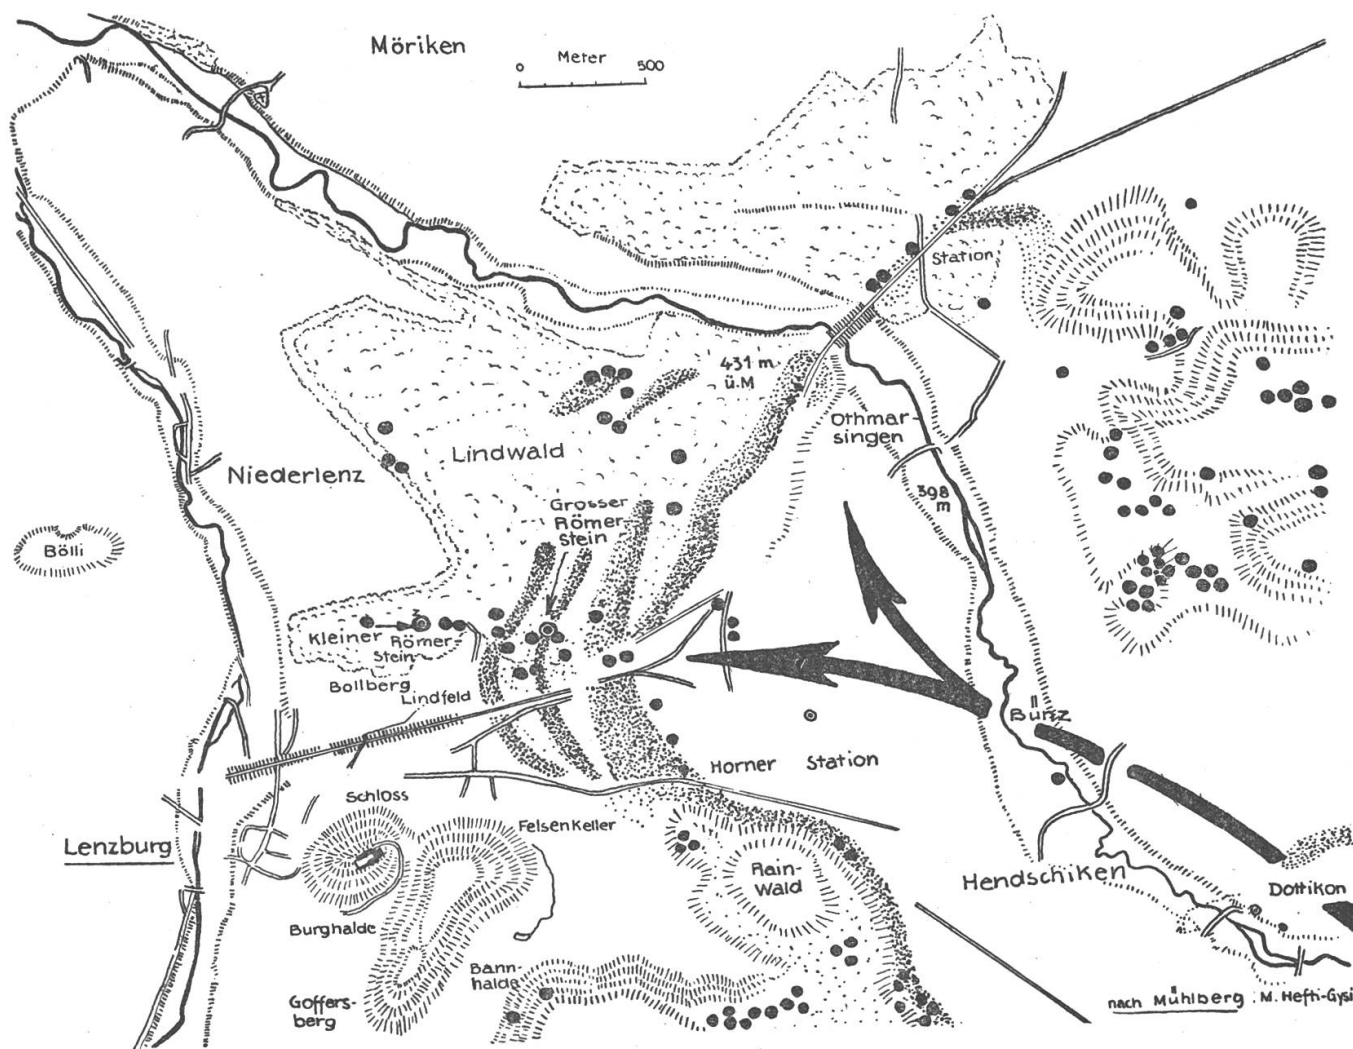 Möriken
Meter
0 500
Station
431 m
ü.M
Othmar-
singen
Lindwald
Niederlenz
398
m
Grosser
Römer-
Stein
Bölli
Kleiner Römer
Stein
Bollberg
Lindfeld
Bünz
Horner Station
Schloss
Felsenkeller
Lenzburg
Rain-
Wald
Hendschiken
Dottikon
Burghalde
Bann-
halde
Goffers-
berg
nach Mühlberg : M. Hefti-Gysi